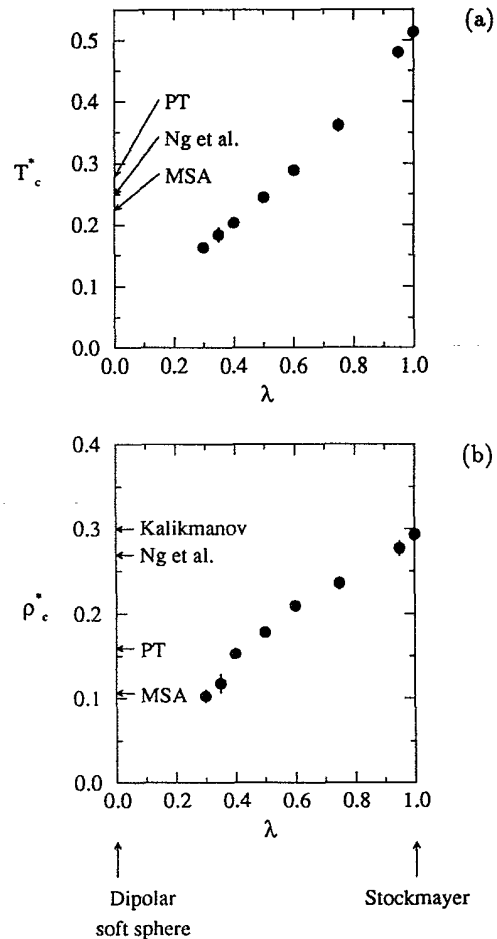 (a)
0.5
0.4
PT
Ng et al.
0.3
T*c
MSA
0.2
0.1
0.0
0.0 0.2 0.4 0.6 0.8 1.0
λ
(b)
0.4
0.3
Kalikmanov
Ng et al.
ρ*c
0.2
PT
0.1
MSA
0.0
0.0 0.2 0.4 0.6 0.8 1.0
λ
Dipolar
soft sphere
Stockmayer